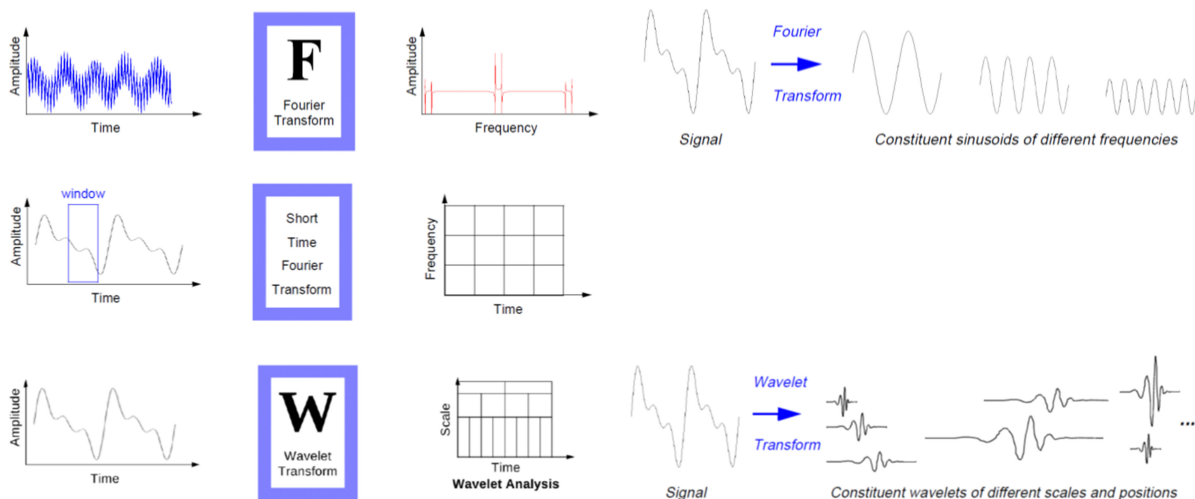 Amplitude
Time
F
Fourier
Transform
Amplitude
Frequency
Signal
Fourier
Transform
Constituent sinusoids of different frequencies
window
Amplitude
Time
Short
Time
Fourier
Transform
Frequency
Time
Amplitude
Time
W
Wavelet
Transform
Scale
Time
Wavelet Analysis
Signal
Wavelet
Transform
...
Constituent wavelets of different scales and positions